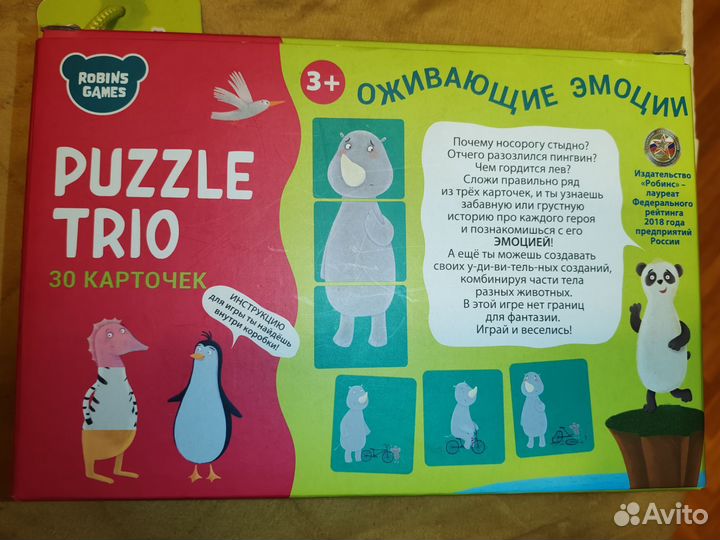 ROBINS
GAMES
PUZZLE
TRIO
30 КАРТОЧЕК
ИНСТРУКЦИЮ
для игры ты найдёшь
внутри коробки!
3+
ОЖИВАЮЩИЕ ЭМОЦИИ
Почему носорогу стыдно?
Отчего разозлился пингвин?
Чем гордится лев?
Сложи правильно ряд
из трёх карточек, и ты узнаешь
забавную или грустную
историю про каждого героя
и познакомишься с его
ЭМОЦИЕЙ!
А ещё ты можешь создавать
своих у-ди-ви-тель-ных созданий,
комбинируя части тела
разных животных.
В этой игре нет границ
для фантазии.
Играй и веселись!
Издательство
«Робинс» –
лауреат
Федерального
рейтинга
2018 года
предприятий
России
Avito